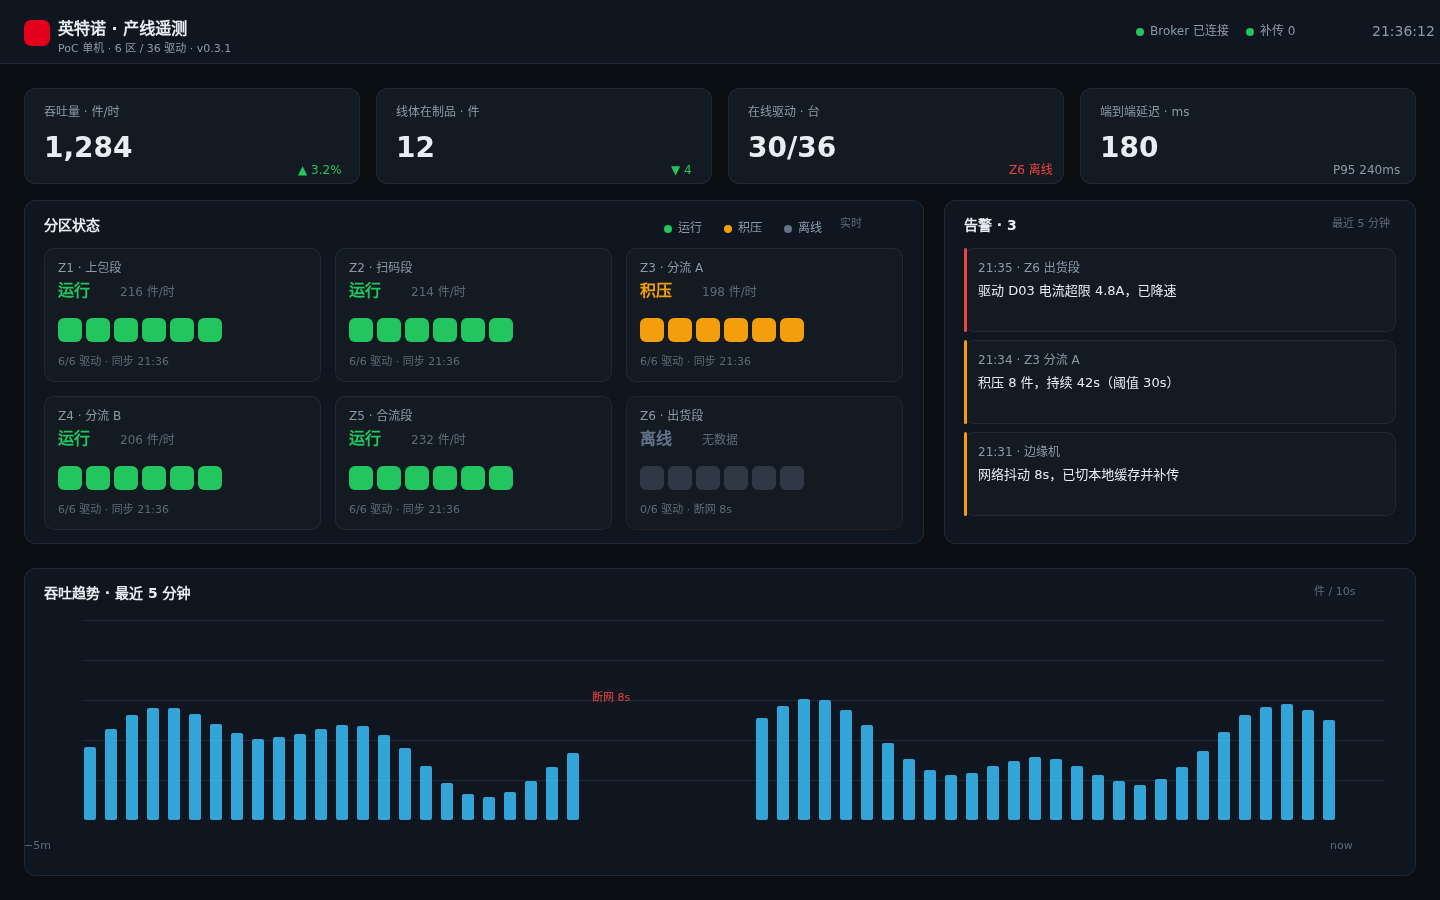 英特诺 · 产线遥测
PoC 单机 · 6 区 / 36 驱动 · v0.3.1
Broker 已连接
补传 0
21:36:12
吞吐量 · 件/时
1,284
▲ 3.2%
线体在制品 · 件
12
▼ 4
在线驱动 · 台
30/36
Z6 离线
端到端延迟 · ms
180
P95 240ms
分区状态
运行
积压
离线
实时
Z1 · 上包段
运行 216 件/时
6/6 驱动 · 同步 21:36
Z2 · 扫码段
运行 214 件/时
6/6 驱动 · 同步 21:36
Z3 · 分流 A
积压 198 件/时
6/6 驱动 · 同步 21:36
Z4 · 分流 B
运行 206 件/时
6/6 驱动 · 同步 21:36
Z5 · 合流段
运行 232 件/时
6/6 驱动 · 同步 21:36
Z6 · 出货段
离线 无数据
0/6 驱动 · 断网 8s
告警 · 3
最近 5 分钟
21:35 · Z6 出货段
驱动 D03 电流超限 4.8A，已降速
21:34 · Z3 分流 A
积压 8 件，持续 42s（阈值 30s）
21:31 · 边缘机
网络抖动 8s，已切本地缓存并补传
吞吐趋势 · 最近 5 分钟
件 / 10s
断网 8s
−5m
now